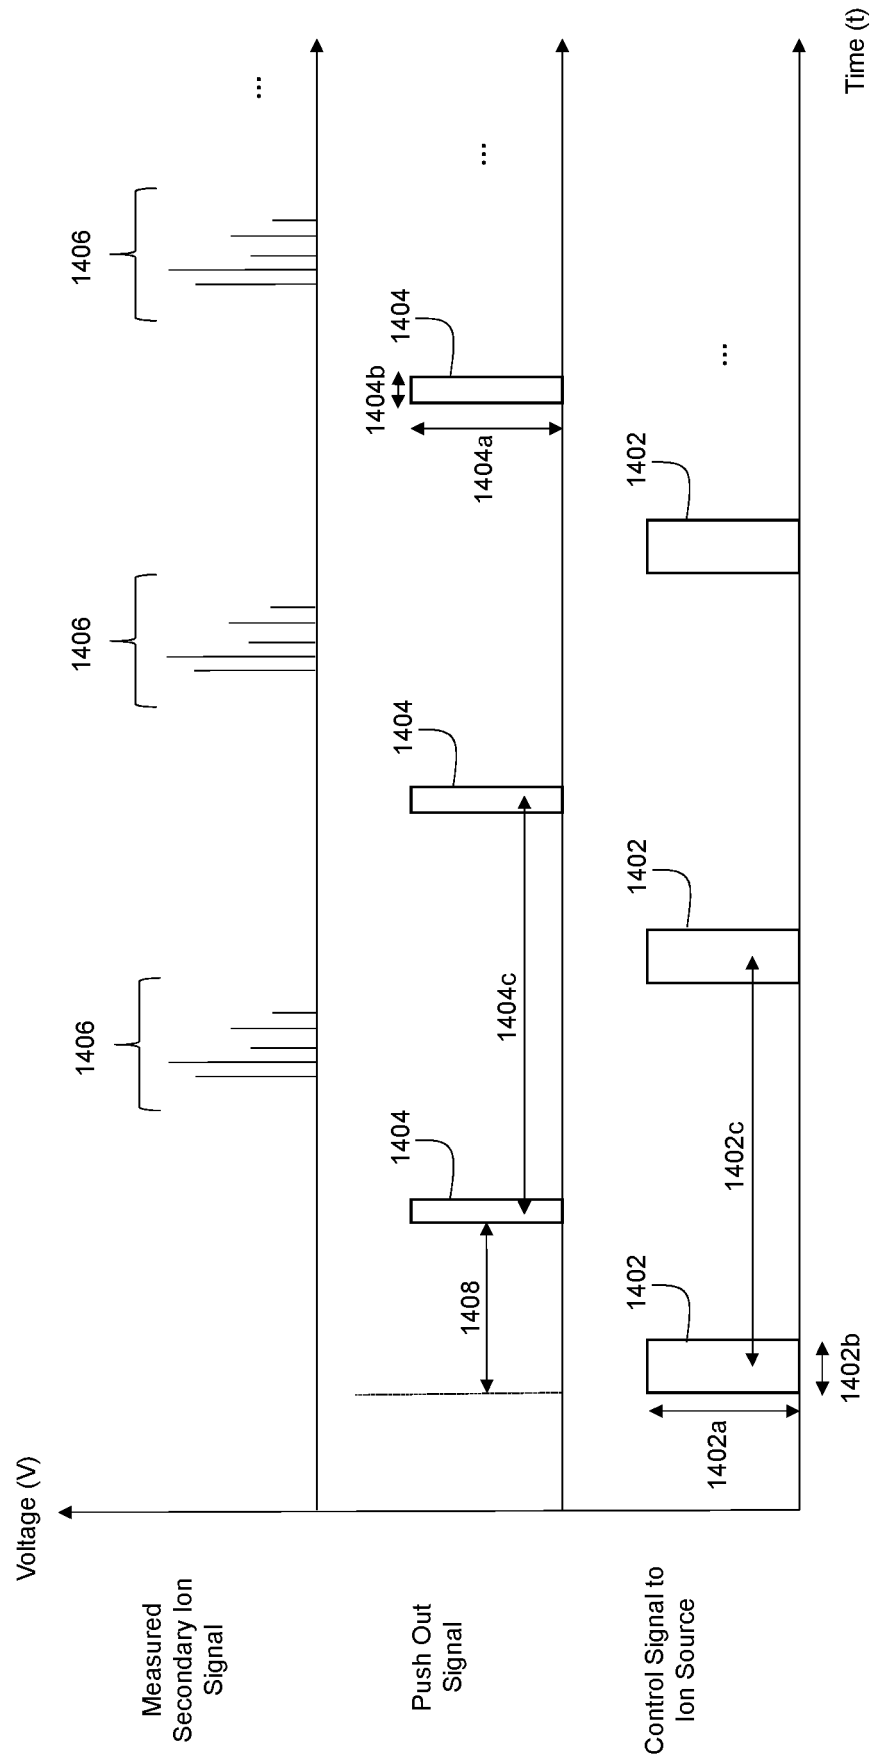 Voltage (V)
Measured
Secondary Ion
Signal
1406
1406
1406
...
Push Out
Signal
1408
1404
1404c
1404
1404a
1404b
1404
...
Control Signal to
Ion Source
1402a
1402b
1402
1402c
1402
1402
...
Time (t)